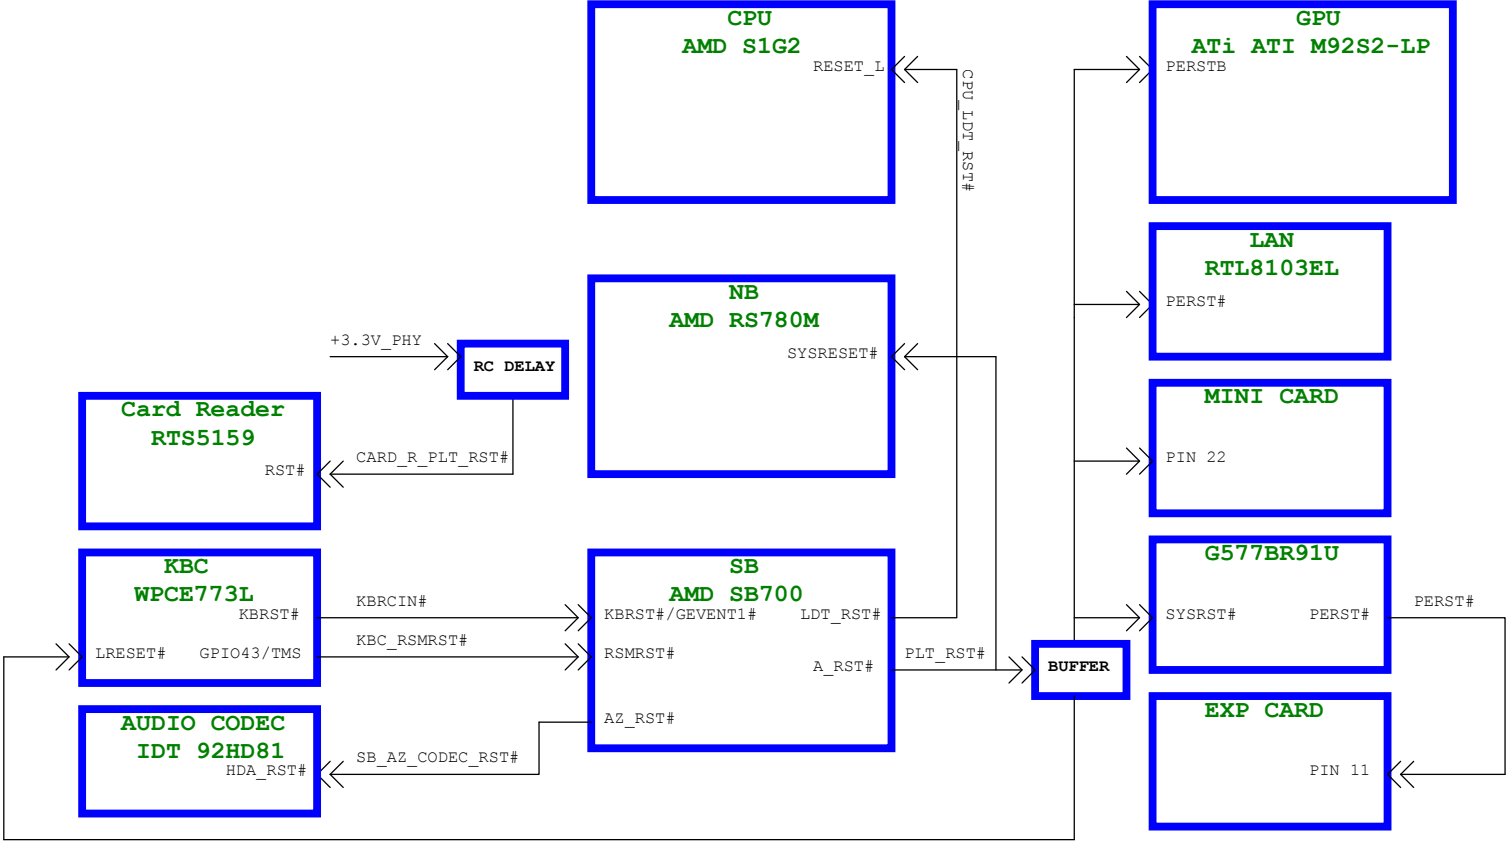 CPU
AMD S1G2
RESET_L
CPU_LDT_RST#
GPU
ATi ATI M92S2-LP
PERSTB
LAN
RTL8103EL
PERST#
NB
AMD RS780M
SYSRESET#
+3.3V_PHY
RC DELAY
Card Reader
RTS5159
RST#
CARD_R_PLT_RST#
MINI CARD
PIN 22
KBC
WPCE773L
KBRST#
LRESET#
GPIO43/TMS
KBRCIN#
KBC_RSMRST#
SB
AMD SB700
KBRST#/GEVENT1#
LDT_RST#
RSMRST#
A_RST#
AZ_RST#
PLT_RST#
BUFFER
G577BR91U
SYSRST#
PERST#
PERST#
AUDIO CODEC
IDT 92HD81
HDA_RST#
SB_AZ_CODEC_RST#
EXP CARD
PIN 11